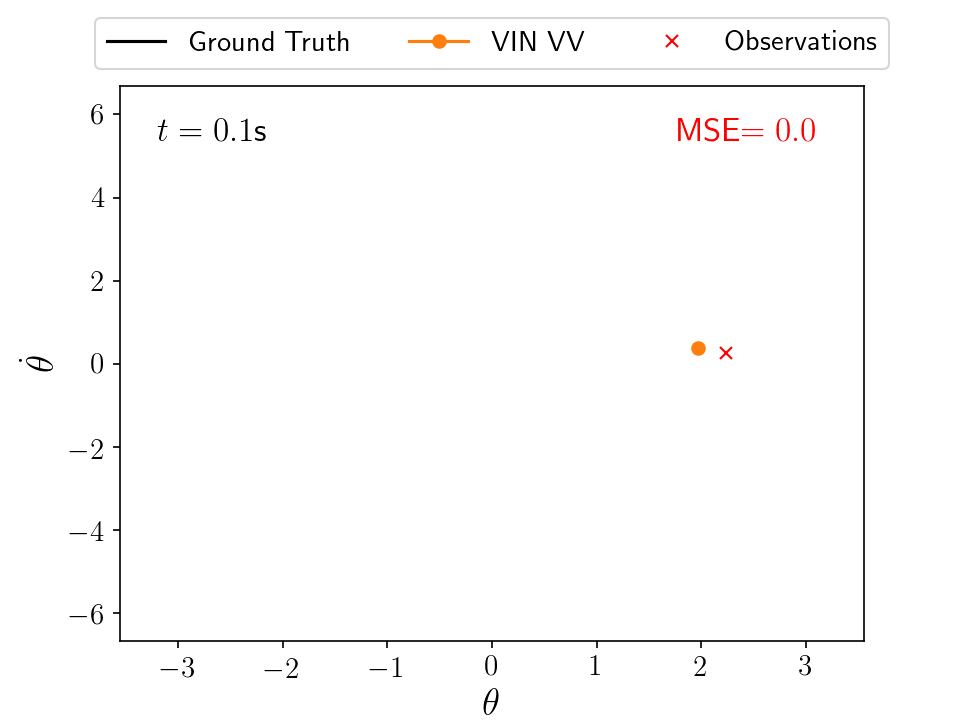 Ground Truth VIN VV Observations
t = 0.1s MSE= 0.0
6
4
2
0
−2
−4
−6
θ̇
−3 −2 −1 0 1 2 3
θ